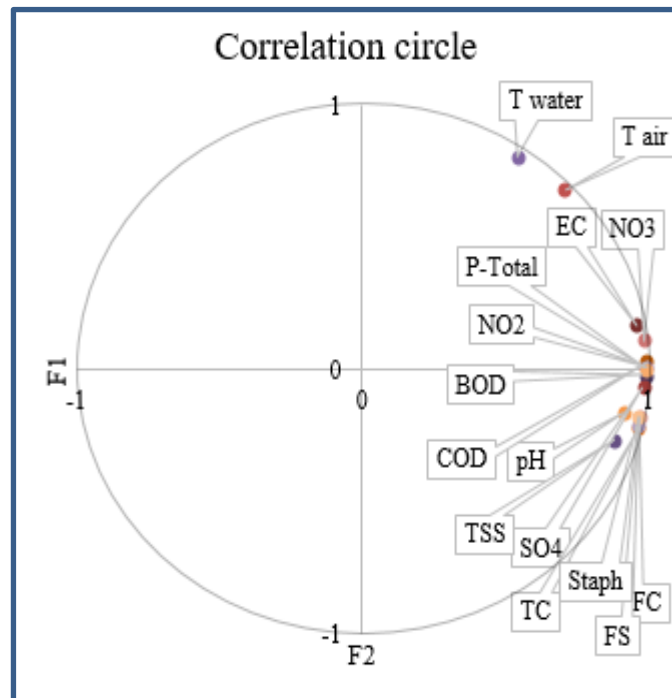 Correlation circle
1
T water
T air
EC
NO3
P-Total
NO2
0
F1
BOD
-1
0
1
COD
pH
TSS
SO4
Staph
TC
FC
FS
-1
F2